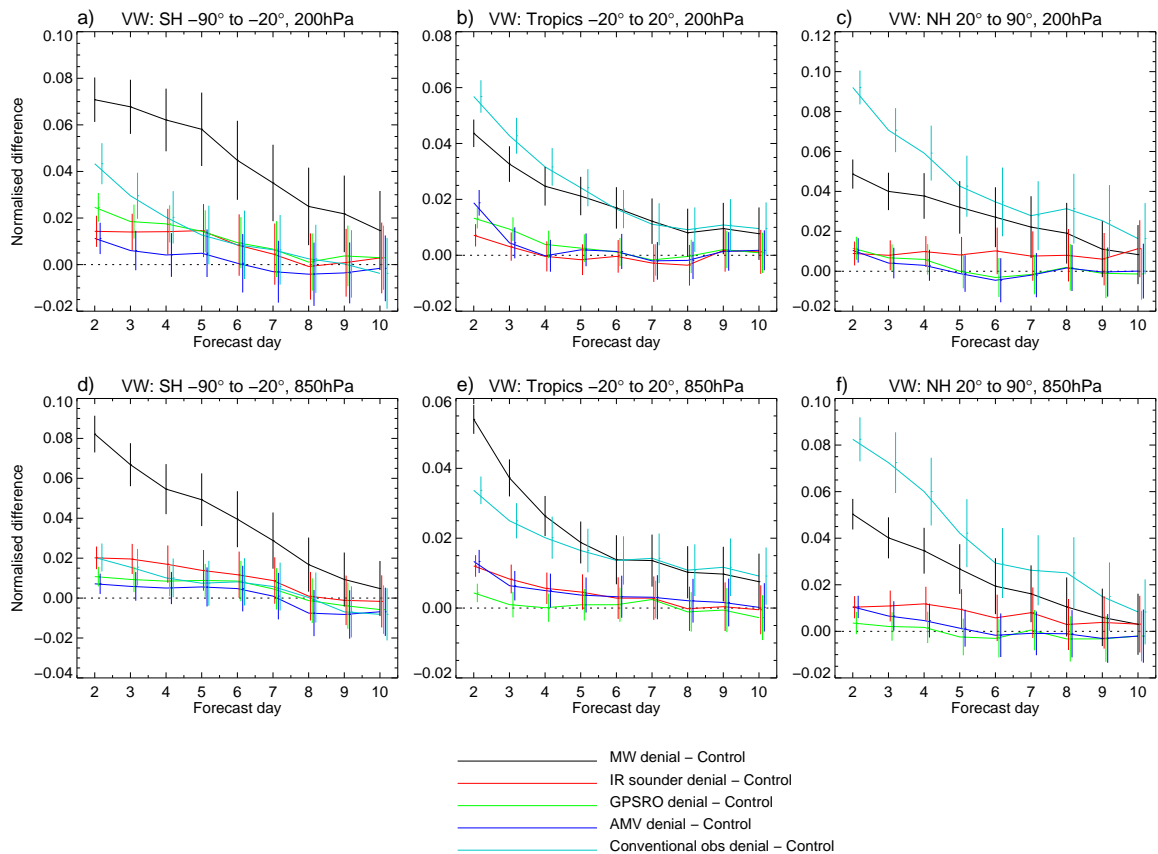 a) VW: SH −90° to −20°, 200hPa
Normalised difference
0.10
0.08
0.06
0.04
0.02
0.00
−0.02
2 3 4 5 6 7 8 9 10
Forecast day
b) VW: Tropics −20° to 20°, 200hPa
0.08
0.06
0.04
0.02
0.00
−0.02
2 3 4 5 6 7 8 9 10
Forecast day
c) VW: NH 20° to 90°, 200hPa
0.12
0.10
0.08
0.06
0.04
0.02
0.00
−0.02
2 3 4 5 6 7 8 9 10
Forecast day
d) VW: SH −90° to −20°, 850hPa
Normalised difference
0.10
0.08
0.06
0.04
0.02
0.00
−0.02
−0.04
2 3 4 5 6 7 8 9 10
Forecast day
e) VW: Tropics −20° to 20°, 850hPa
0.06
0.04
0.02
0.00
−0.02
2 3 4 5 6 7 8 9 10
Forecast day
f) VW: NH 20° to 90°, 850hPa
0.10
0.08
0.06
0.04
0.02
0.00
−0.02
2 3 4 5 6 7 8 9 10
Forecast day
MW denial − Control
IR sounder denial − Control
GPSRO denial − Control
AMV denial − Control
Conventional obs denial − Control